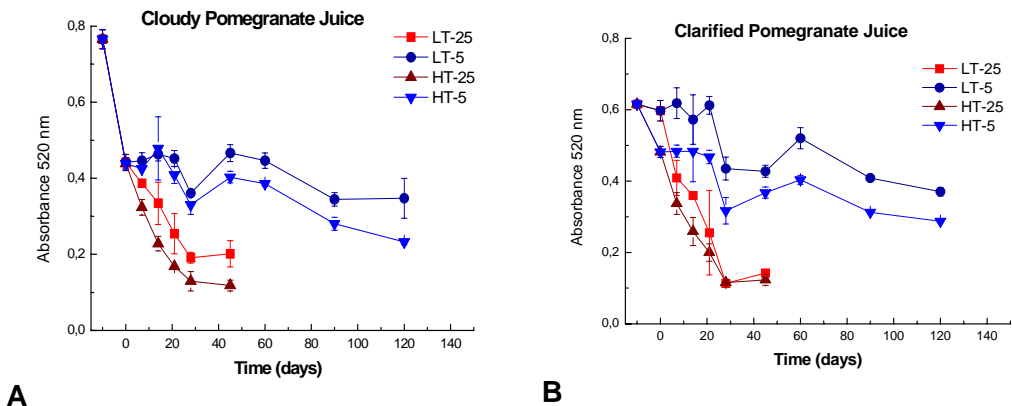 Cloudy Pomegranate Juice
0,8
0,6
0,4
0,2
0,0
Absorbance 520 nm
LT-25
LT-5
HT-25
HT-5
0 20 40 60 80 100 120 140
Time (days)
A
Clarified Pomegranate Juice
0,8
0,6
0,4
0,2
0,0
Absorbance 520 nm
LT-25
LT-5
HT-25
HT-5
0 20 40 60 80 100 120 140
Time (days)
B